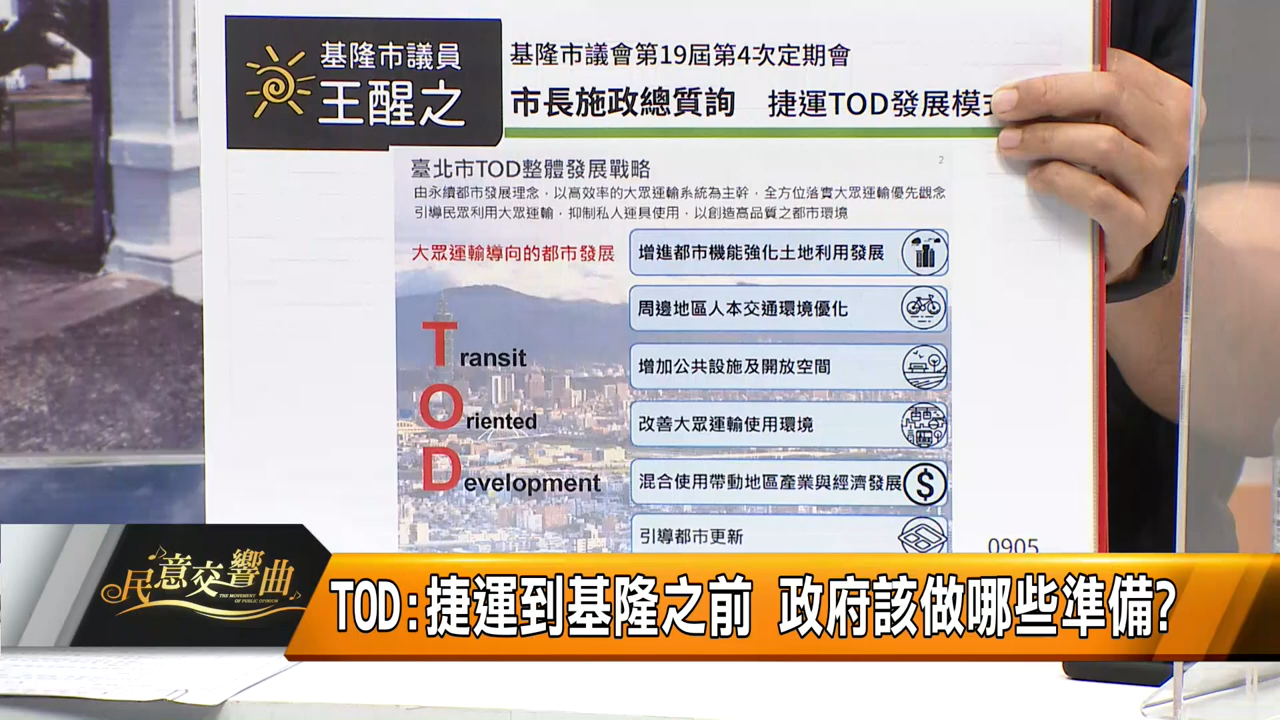 基隆市議員
王醒之
基隆市議會第19屆第4次定期會
市長施政總質詢 捷運TOD發展模式
臺北市TOD整體發展戰略
2
由永續都市發展理念，以高效率的大眾運輸系統為主幹，全方位落實大眾運輸優先觀念
引導民眾利用大眾運輸，抑制私人運具使用，以創造高品質之都市環境
大眾運輸導向的都市發展
Transit
Oriented
Development
增進都市機能強化土地利用發展
周邊地區人本交通環境優化
增加公共設施及開放空間
改善大眾運輸使用環境
混合使用帶動地區產業與經濟發展
$
引導都市更新
0905
民意交響曲
THE MOVEMENT
OF PUBLIC OPINION
TOD:捷運到基隆之前 政府該做哪些準備?